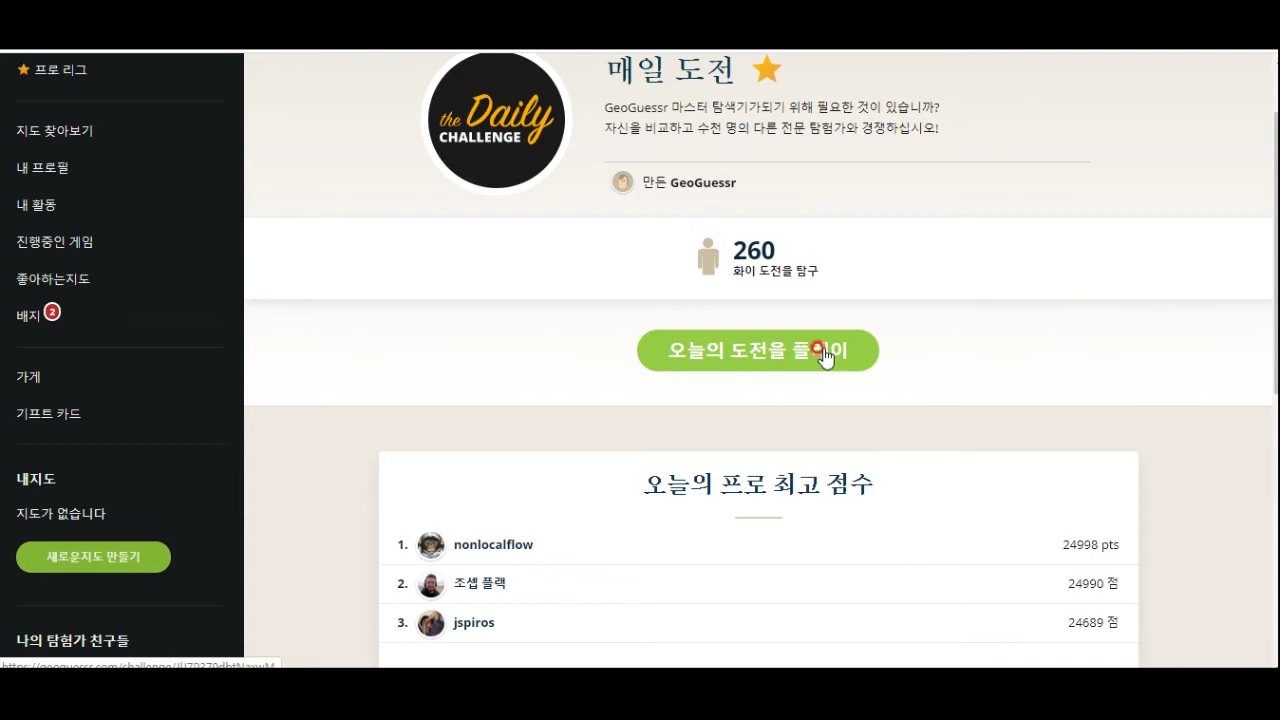 프로 리그
지도 찾아보기
내 프로필
내 활동
진행중인 게임
좋아하는지도
배지 2
가게
기프트 카드
내지도
지도가 없습니다
새로운지도 만들기
나의 탐험가 친구들
the Daily
CHALLENGE
매일 도전
GeoGuessr 마스터 탐색기가되기 위해 필요한 것이 있습니까?
자신을 비교하고 수천 명의 다른 전문 탐험가와 경쟁하십시오!
만든 GeoGuessr
260
화이 도전을 탐구
오늘의 도전을
오늘의 프로 최고 점수
1. nonlocalflow 24998 pts
2. 조셉 플랙 24990 점
3. jspiros 24689 점